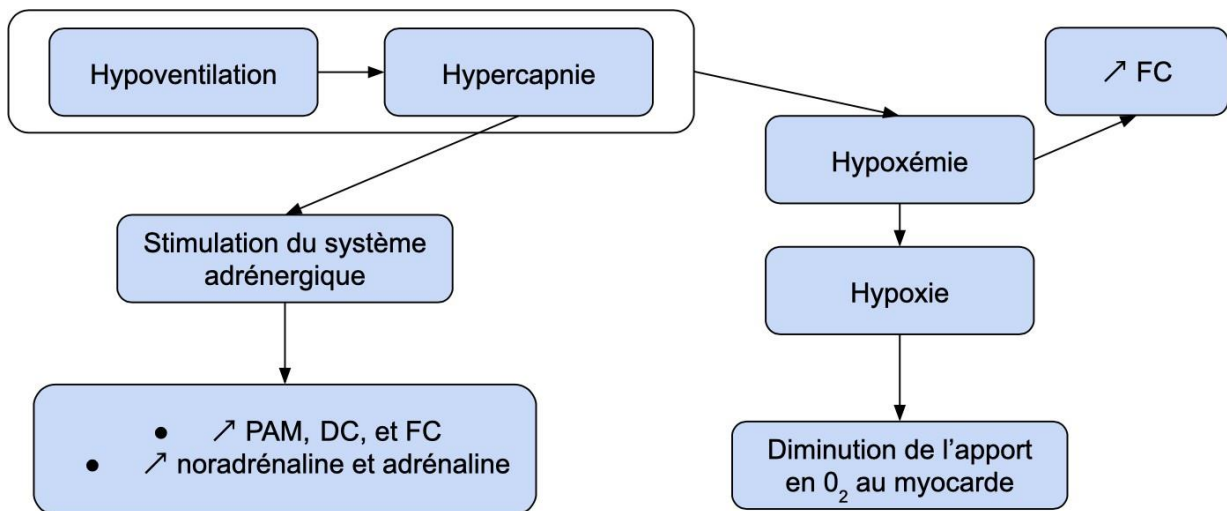 Hypoventilation
Hypercapnie
↗ FC
Hypoxémie
Stimulation du système
adrénergique
Hypoxie
● ↗ PAM, DC, et FC
● ↗ noradrénaline et adrénaline
Diminution de l’apport
en 0₂ au myocarde